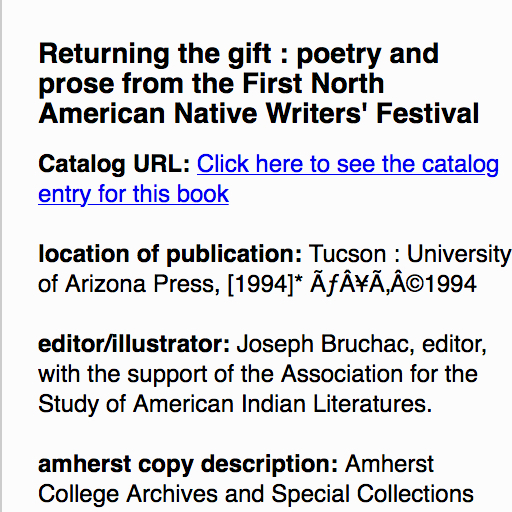 Returning the gift : poetry and
prose from the First North
American Native Writers' Festival
Catalog URL: Click here to see the catalog
entry for this book
location of publication: Tucson : University
of Arizona Press, [1994]* ÃƒÂ¥Ã‚Â©1994
editor/illustrator: Joseph Bruchac, editor,
with the support of the Association for the
Study of American Indian Literatures.
amherst copy description: Amherst
College Archives and Special Collections